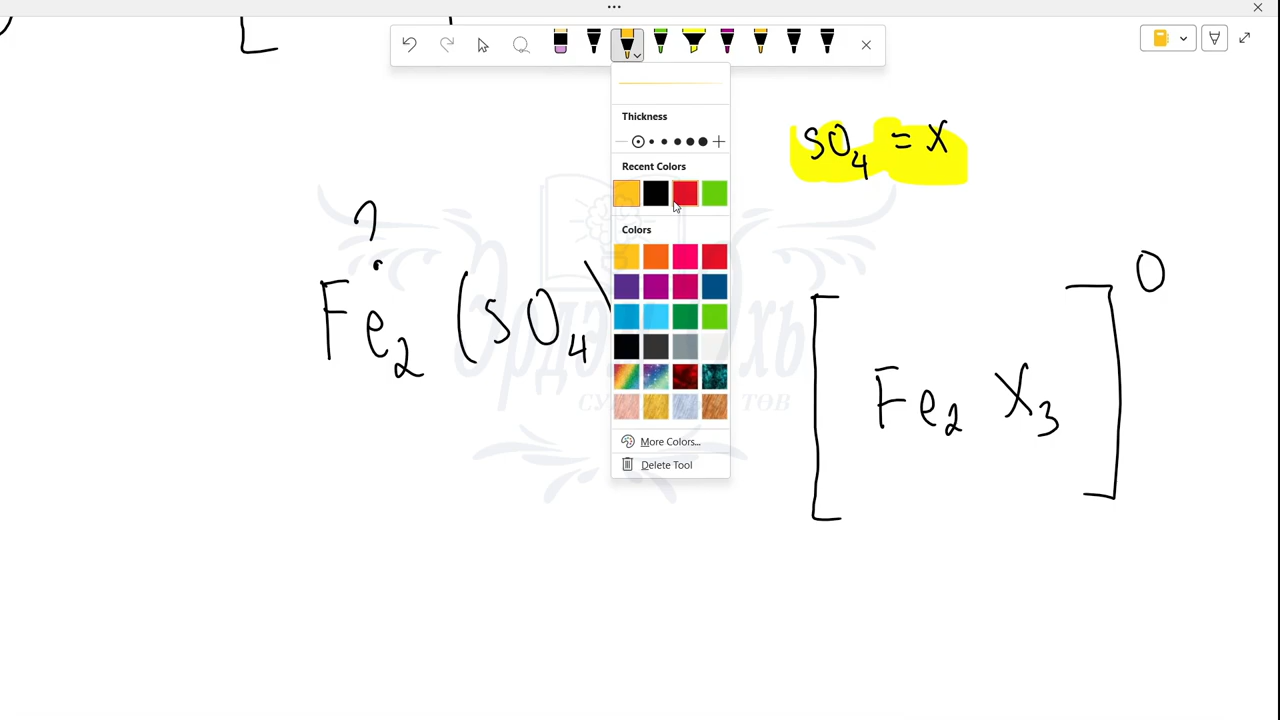 Thickness
SO₄ = X
Recent Colors
?
Colors
Fe₂ (SO₄)
[Fe₂ X₃]⁰
More Colors...
Delete Tool